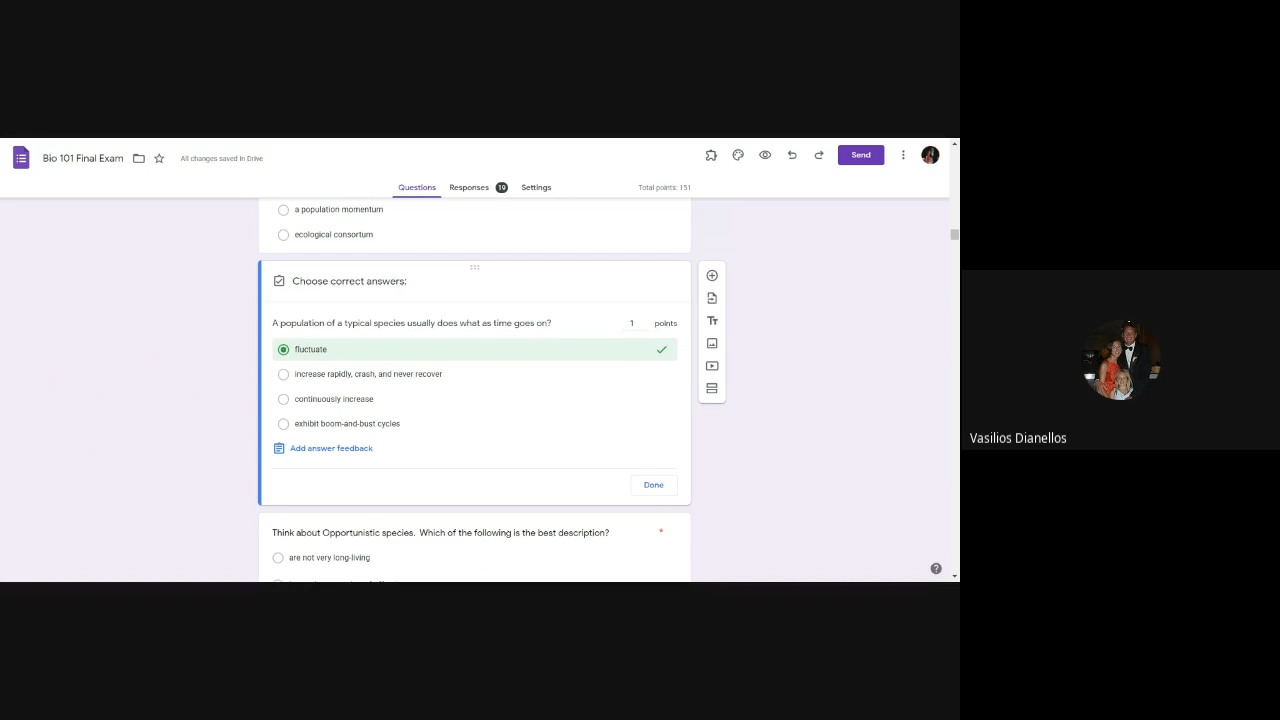 Bio 101 Final Exam
All changes saved in Drive
Send
Questions
Responses
19
Settings
Total points: 151
a population momentum
ecological consortum
Choose correct answers:
A population of a typical species usually does what as time goes on?
1 points
fluctuate
increase rapidly, crash, and never recover
continuously increase
exhibit boom-and-bust cycles
Add answer feedback
Done
Think about Opportunistic species. Which of the following is the best description? *
are not very long-living
Vasilios Dianellos